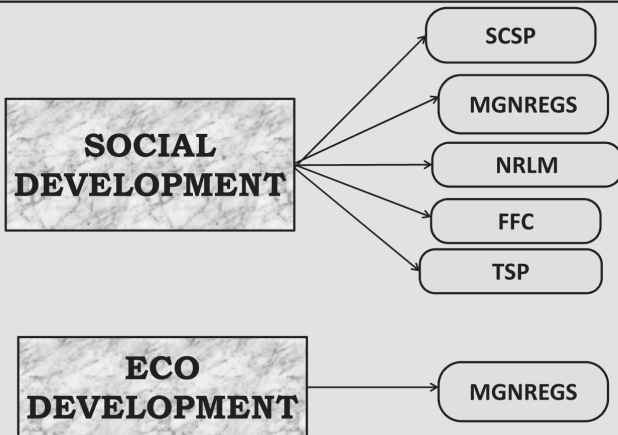 SOCIAL
DEVELOPMENT
SCSP
MGNREGS
NRLM
FFC
TSP
ECO
DEVELOPMENT
MGNREGS